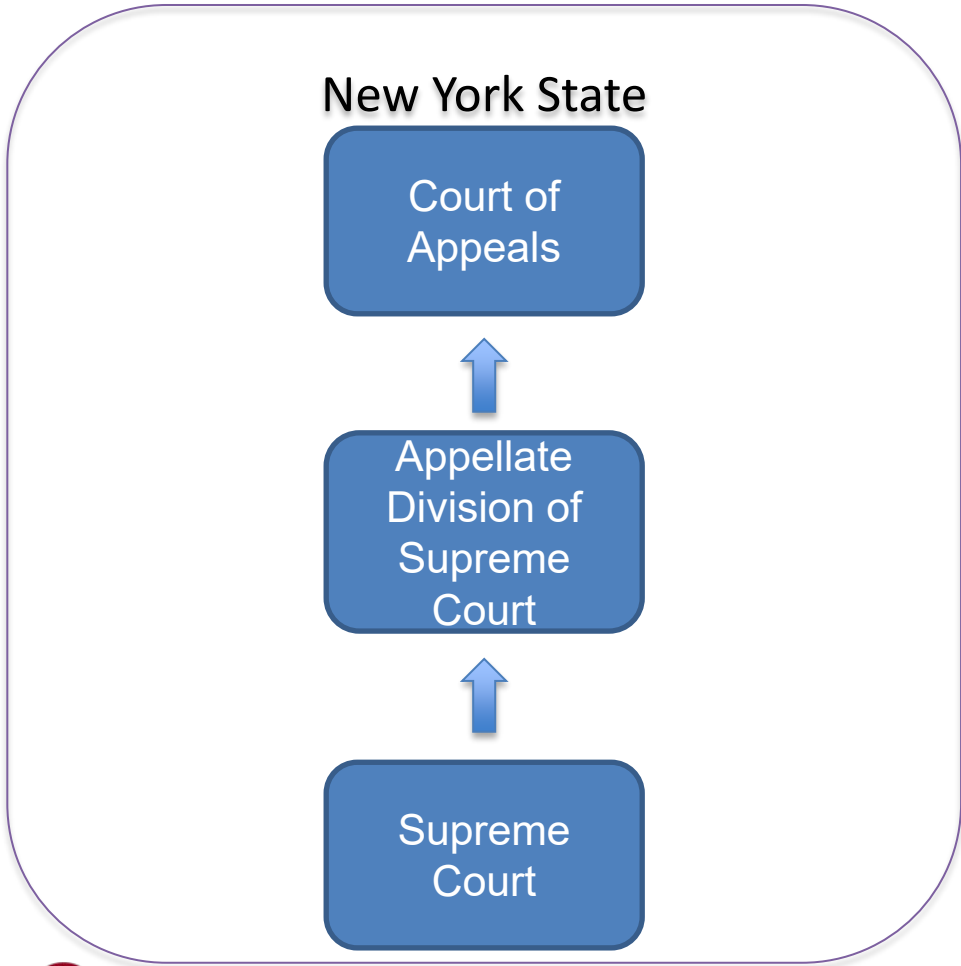 New York State
Court of
Appeals
Appellate
Division of
Supreme
Court
Supreme
Court